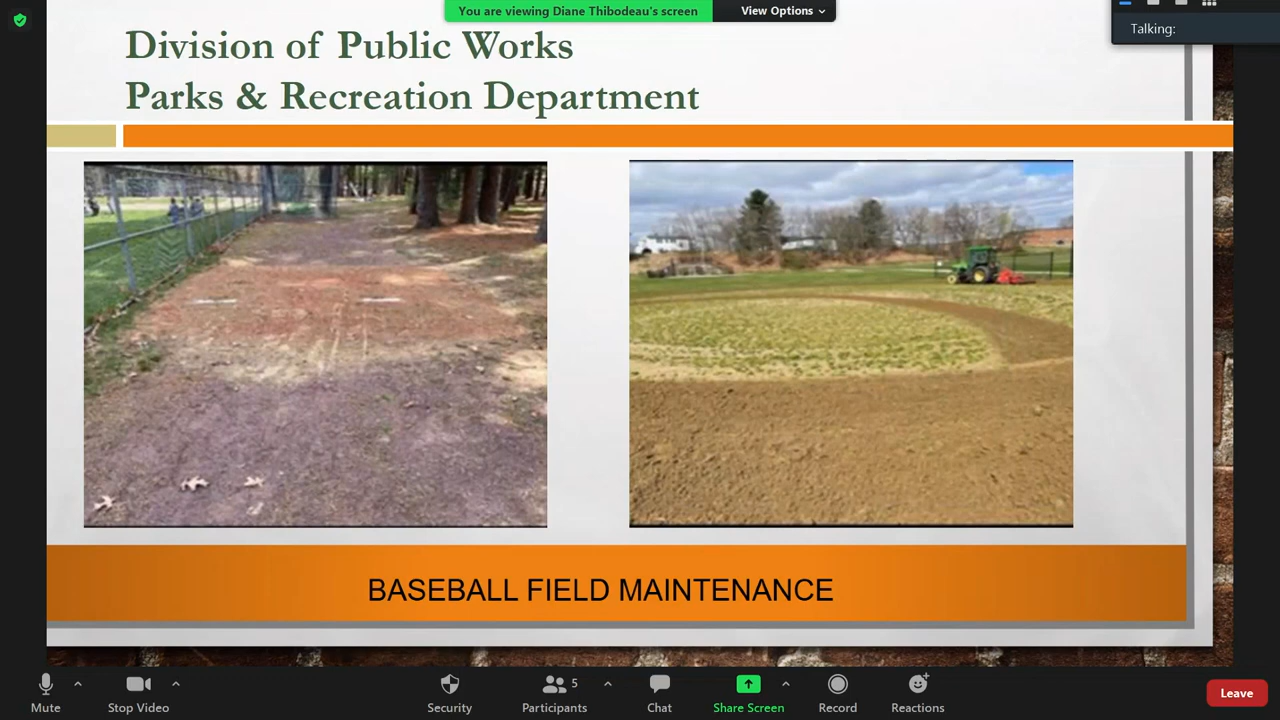 You are viewing Diane Thibodeau's screen
View Options
Talking:
Division of Public Works
Parks & Recreation Department
BASEBALL FIELD MAINTENANCE
Mute
Stop Video
Security
5
Participants
Chat
Share Screen
Record
Reactions
Leave